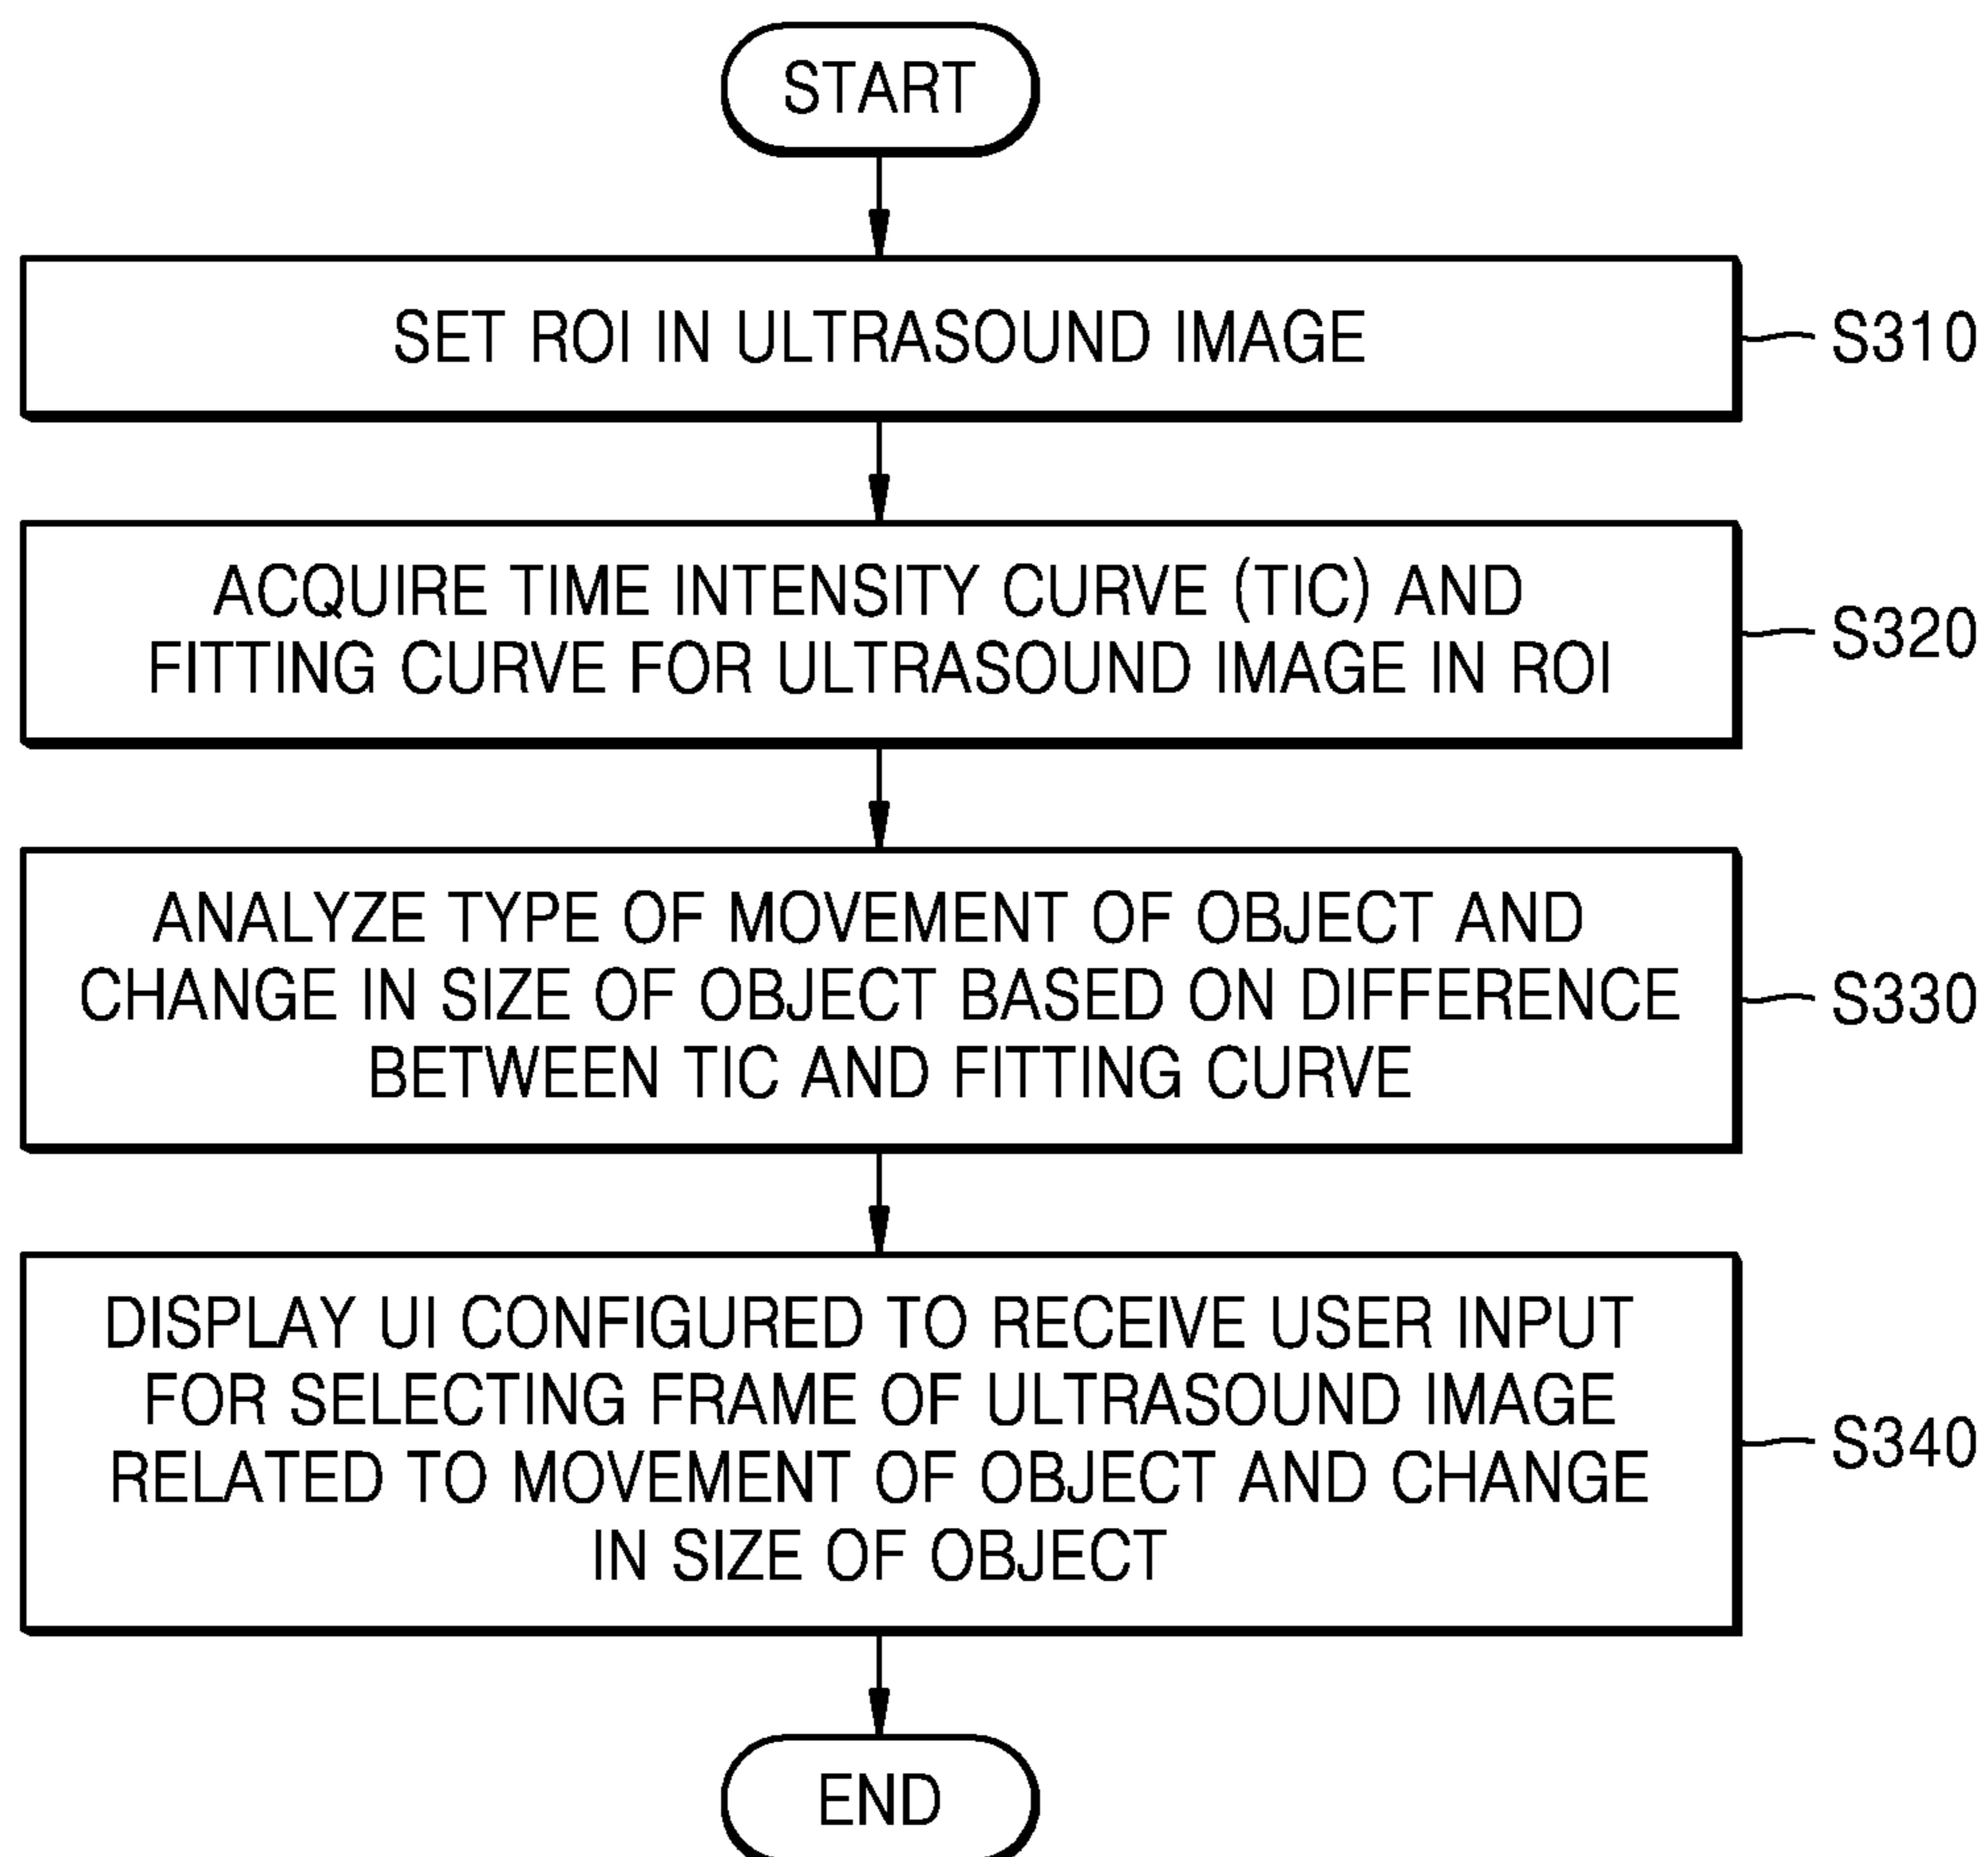 START
SET ROI IN ULTRASOUND IMAGE
S310
ACQUIRE TIME INTENSITY CURVE (TIC) AND
FITTING CURVE FOR ULTRASOUND IMAGE IN ROI
S320
ANALYZE TYPE OF MOVEMENT OF OBJECT AND
CHANGE IN SIZE OF OBJECT BASED ON DIFFERENCE
BETWEEN TIC AND FITTING CURVE
S330
DISPLAY UI CONFIGURED TO RECEIVE USER INPUT
FOR SELECTING FRAME OF ULTRASOUND IMAGE
RELATED TO MOVEMENT OF OBJECT AND CHANGE
IN SIZE OF OBJECT
S340
END